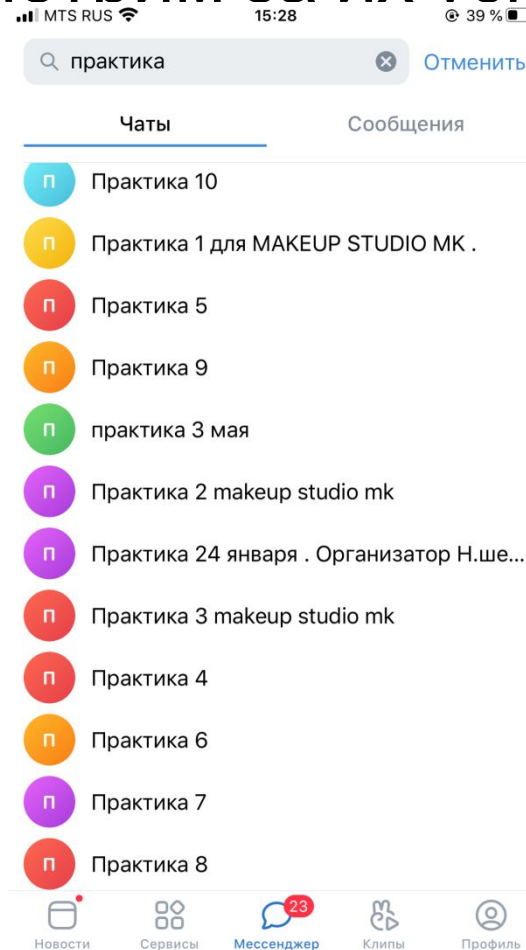 MTS RUS 15:28 39 %
практика Отменить
Чаты Сообщения
П Практика 10
П Практика 1 для MAKEUP STUDIO MK .
П Практика 5
П Практика 9
П практика 3 мая
П Практика 2 makeup studio mk
П Практика 24 января . Организатор Н.ше...
П Практика 3 makeup studio mk
П Практика 4
П Практика 6
П Практика 7
П Практика 8
23
Новости Сервисы Мессенджер Клипы Профиль